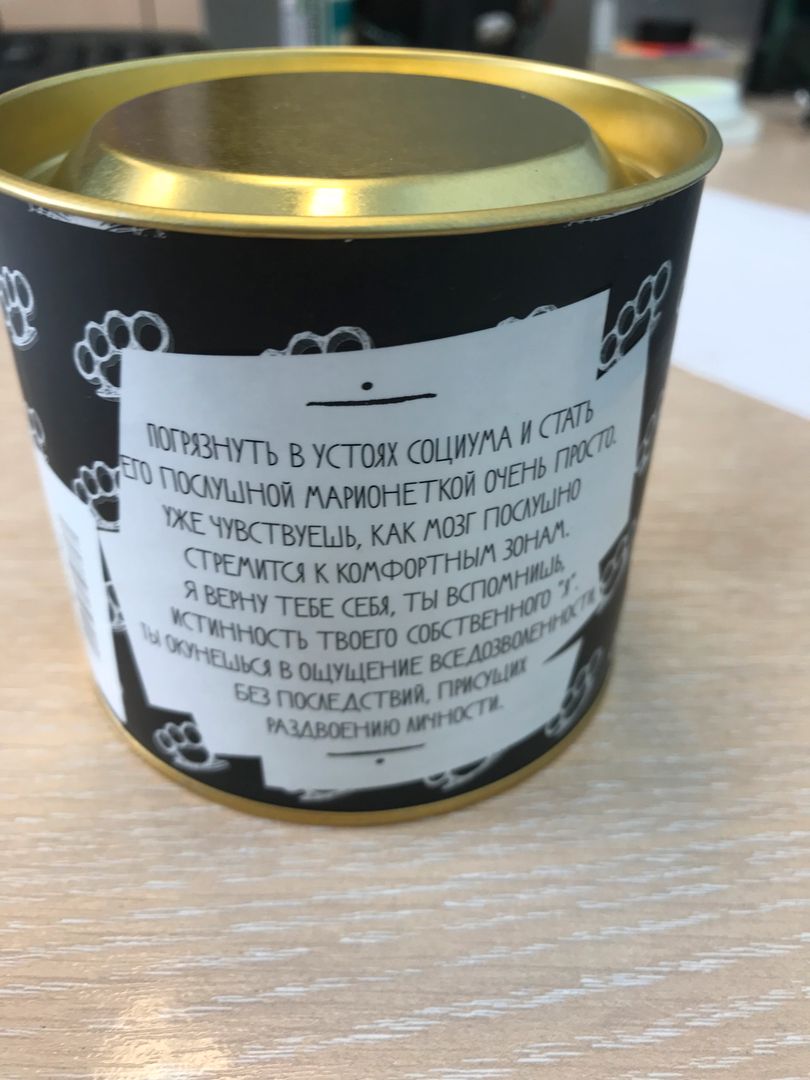 ПОГРЯЗНУТЬ В УСТОЯХ СОЦИУМА И СТАТЬ
ЕГО ПОСЛУШНОЙ МАРИОНЕТКОЙ ОЧЕНЬ ПРОСТО.
УЖЕ ЧУВСТВУЕШЬ, КАК МОЗГ ПОСЛУШНО
СТРЕМИТСЯ К КОМФОРТНЫМ ЗОНАМ.
Я ВЕРНУ ТЕБЕ СЕБЯ, ТЫ ВСПОМНИШЬ,
ИСТИННОСТЬ ТВОЕГО СОБСТВЕННОГО "Я".
ТЫ ОКУНЕШЬСЯ В ОЩУЩЕНИЕ ВСЕДОЗВОЛЕННОСТИ,
БЕЗ ПОСЛЕДСТВИЙ, ПРИСУЩИХ
РАЗДВОЕНИЮ ЛИЧНОСТИ.